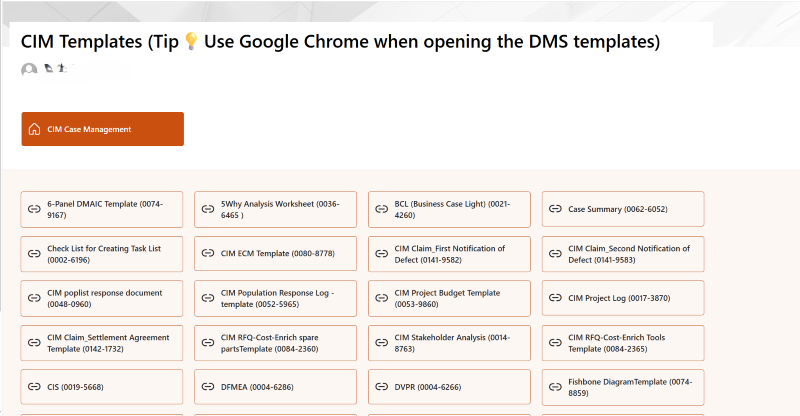 CIM Templates (Tip 💡 Use Google Chrome when opening the DMS templates)
CIM Case Management
6-Panel DMAIC Template (0074-
9167)
5Why Analysis Worksheet (0036-
6465 )
BCL (Business Case Light) (0021-
4260)
Case Summary (0062-6052)
Check List for Creating Task List
(0002-6196)
CIM ECM Template (0080-8778)
CIM Claim_First Notification of
Defect (0141-9582)
CIM Claim_Second Notification of
Defect (0141-9583)
CIM poplist response document
(0048-0960)
CIM Population Response Log -
template (0052-5965)
CIM Project Budget Template
(0053-9860)
CIM Project Log (0017-3870)
CIM Claim_Settlement Agreement
Template (0142-1732)
CIM RFQ-Cost-Enrich spare
partsTemplate (0084-2360)
CIM Stakeholder Analysis (0014-
8763)
CIM RFQ-Cost-Enrich Tools
Template (0084-2365)
CIS (0019-5668)
DFMEA (0004-6286)
DVPR (0004-6266)
Fishbone DiagramTemplate (0074-
8859)